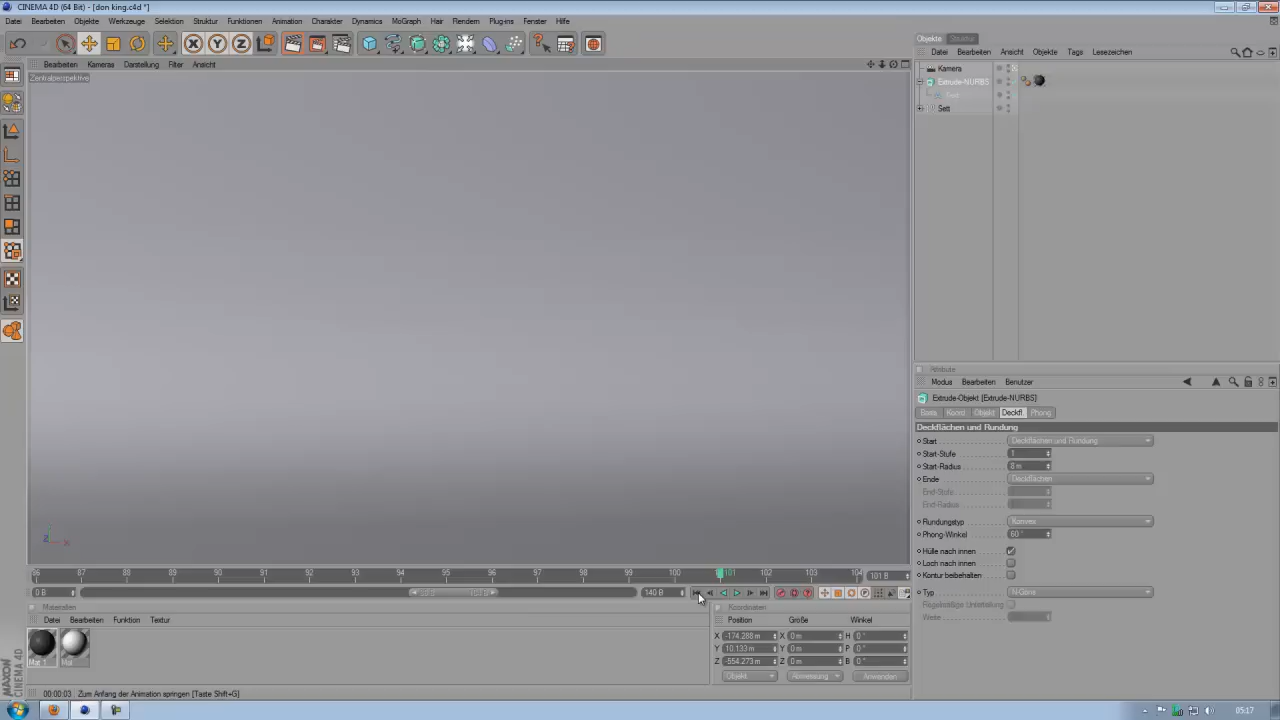 CINEMA 4D (64 Bit) - [don king.c4d *]
Datei Bearbeiten Objekte Werkzeuge Selektion Struktur Funktionen Animation Charakter Dynamics MoGraph Hair Rendern Plug-ins Fenster Hilfe
Objekte Struktur
Datei Bearbeiten Ansicht Objekte Tags Lesezeichen
Bearbeiten Kameras Darstellung Filter Ansicht
Zentralperspektive
Kamera
Extrude-NURBS
Text
Sett
Attribute
Modus Bearbeiten Benutzer
Extrude-Objekt [Extrude-NURBS]
Basis Koord Objekt Deckfl. Phong
Deckflächen und Rundung
Start Deckflächen und Rundung
Start-Stufe 1
Start-Radius 8 m
Ende Deckflächen
End-Stufe
End-Radius
Rundungstyp Konvex
Phong-Winkel 60 °
Hülle nach innen
Loch nach innen
Kontur beibehalten
Typ N-Gons
Regelmäßige Unterteilung
Weite
87 88 89 90 91 92 93 94 95 96 97 98 99 100 101 102 103 104 101 B
0 B 140 B
Materialien
Datei Bearbeiten Funktion Textur
Mat 1 Mat
Koordinaten
Position Größe Winkel
X -174.288 m X 0 m H 0 °
Y 10.133 m Y 0 m P 0 °
Z -554.273 m Z 0 m B 0 °
Objekt Abmessung Anwenden
MAXON CINEMA 4D
00:00:03 Zum Anfang der Animation springen [Taste Shift+G]
05:17